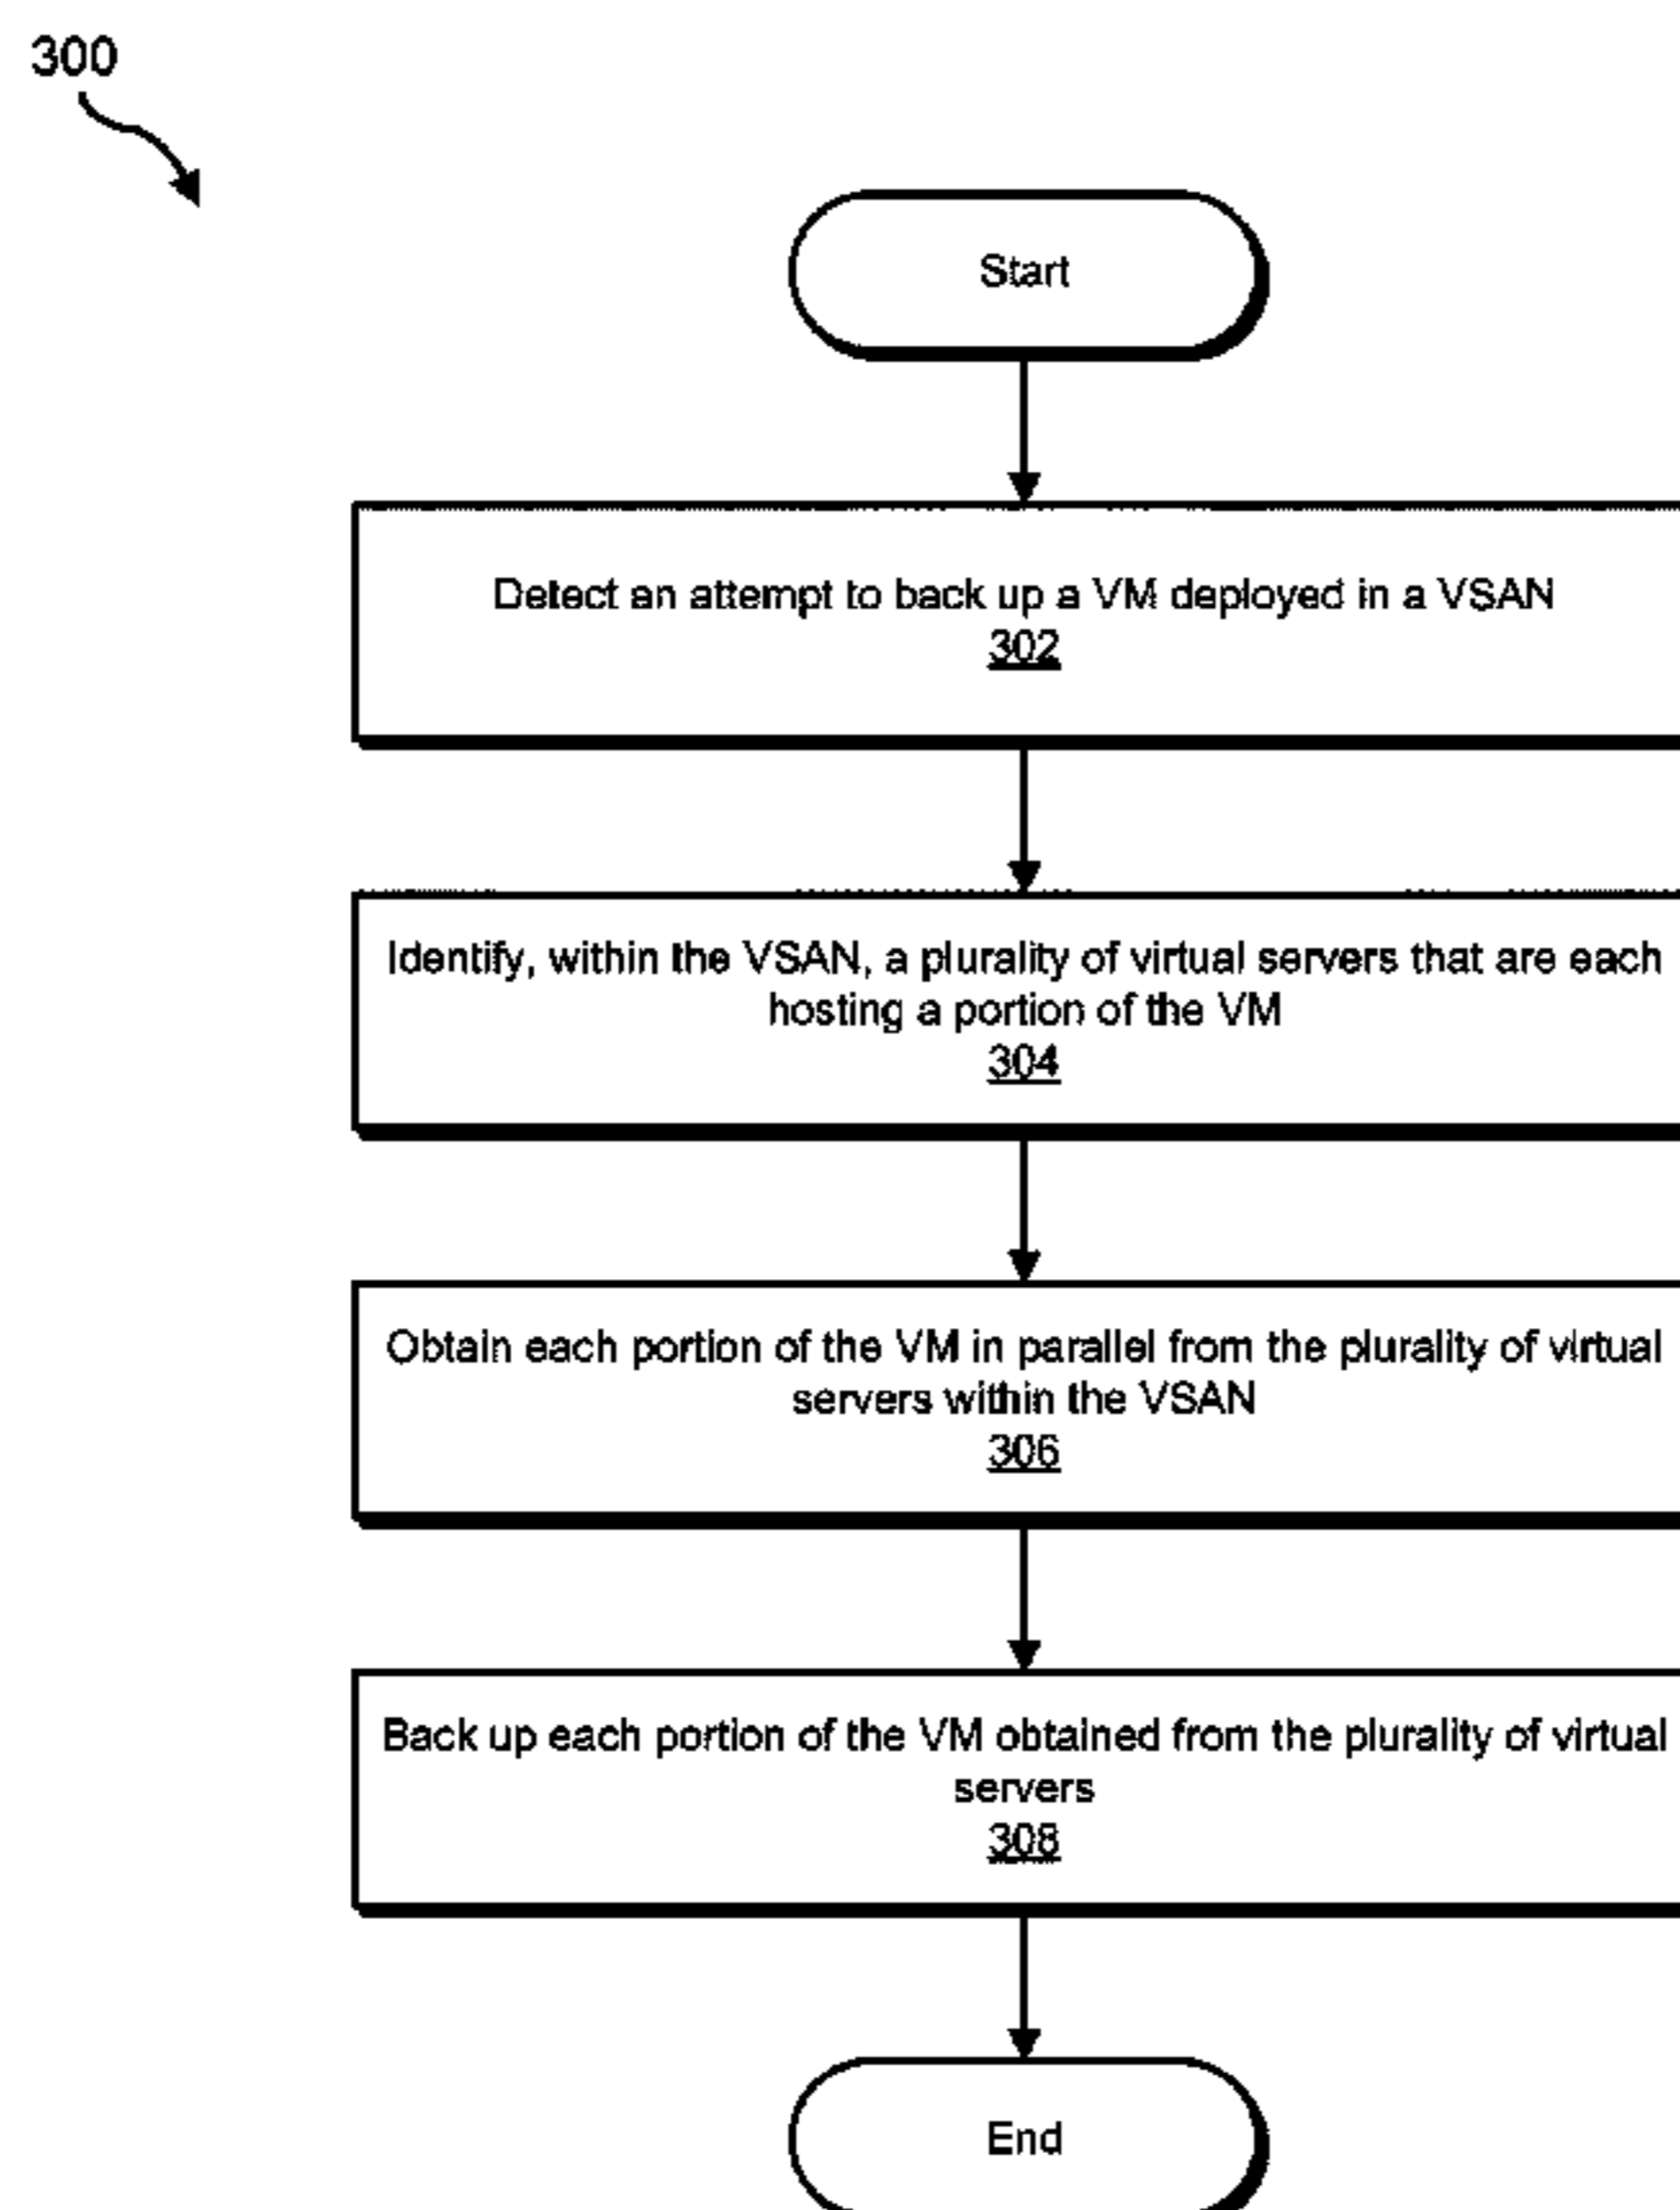 300
Start
Detect an attempt to back up a VM deployed in a VSAN
302
Identify, within the VSAN, a plurality of virtual servers that are each
hosting a portion of the VM
304
Obtain each portion of the VM in parallel from the plurality of virtual
servers within the VSAN
306
Back up each portion of the VM obtained from the plurality of virtual
servers
308
End